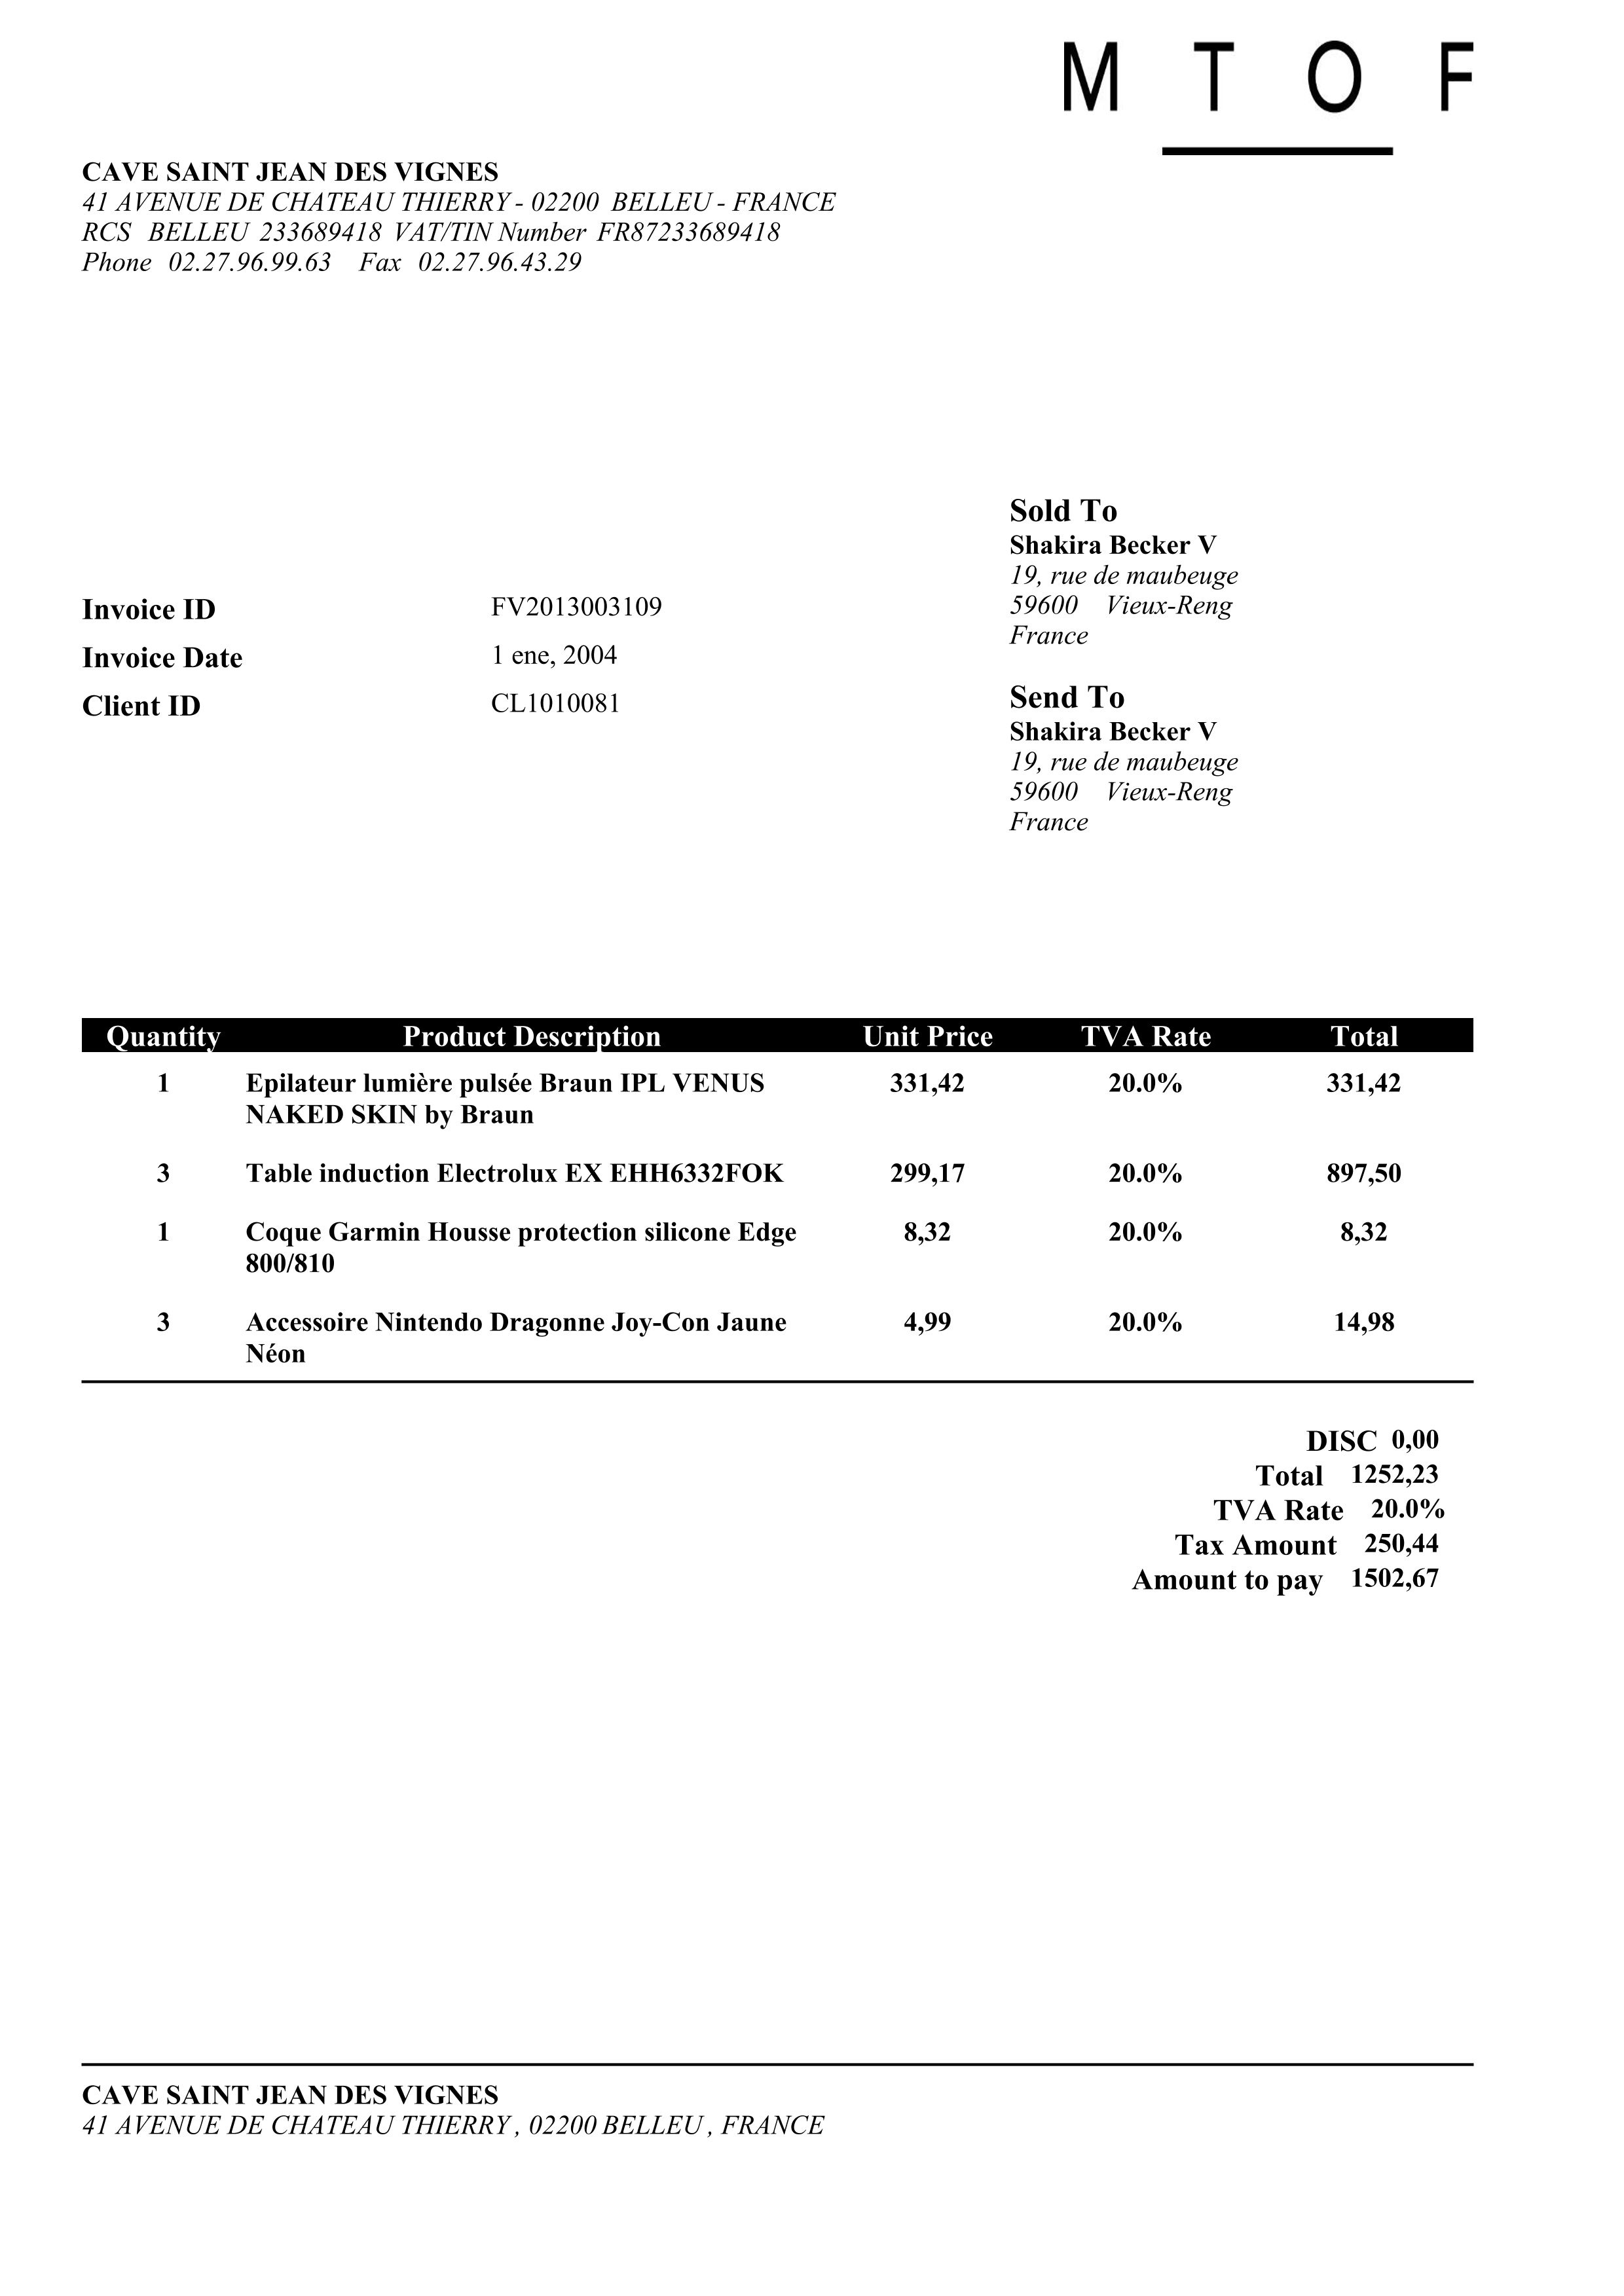 M T O F
CAVE SAINT JEAN DES VIGNES
41 AVENUE DE CHATEAU THIERRY - 02200 BELLEU - FRANCE
RCS BELLEU 233689418 VAT/TIN Number FR87233689418
Phone 02.27.96.99.63 Fax 02.27.96.43.29
Sold To
Shakira Becker V
19, rue de maubeuge
59600 Vieux-Reng
France
Invoice ID FV2013003109
Invoice Date 1 ene, 2004
Client ID CL1010081
Send To
Shakira Becker V
19, rue de maubeuge
59600 Vieux-Reng
France
Quantity Product Description Unit Price TVA Rate Total
1 Epilateur lumière pulsée Braun IPL VENUS 331,42 20.0% 331,42
NAKED SKIN by Braun
3 Table induction Electrolux EX EHH6332FOK 299,17 20.0% 897,50
1 Coque Garmin Housse protection silicone Edge 8,32 20.0% 8,32
800/810
3 Accessoire Nintendo Dragonne Joy-Con Jaune 4,99 20.0% 14,98
Néon
DISC 0,00
Total 1252,23
TVA Rate 20.0%
Tax Amount 250,44
Amount to pay 1502,67
CAVE SAINT JEAN DES VIGNES
41 AVENUE DE CHATEAU THIERRY , 02200 BELLEU , FRANCE